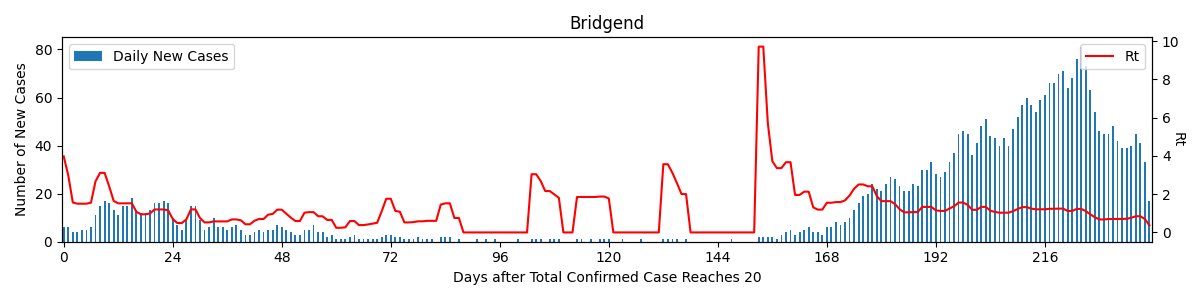 Bridgend
Daily New Cases
Rt
Number of New Cases
Rt
80
60
40
20
0
10
8
6
4
2
0
0 24 48 72 96 120 144 168 192 216
Days after Total Confirmed Case Reaches 20